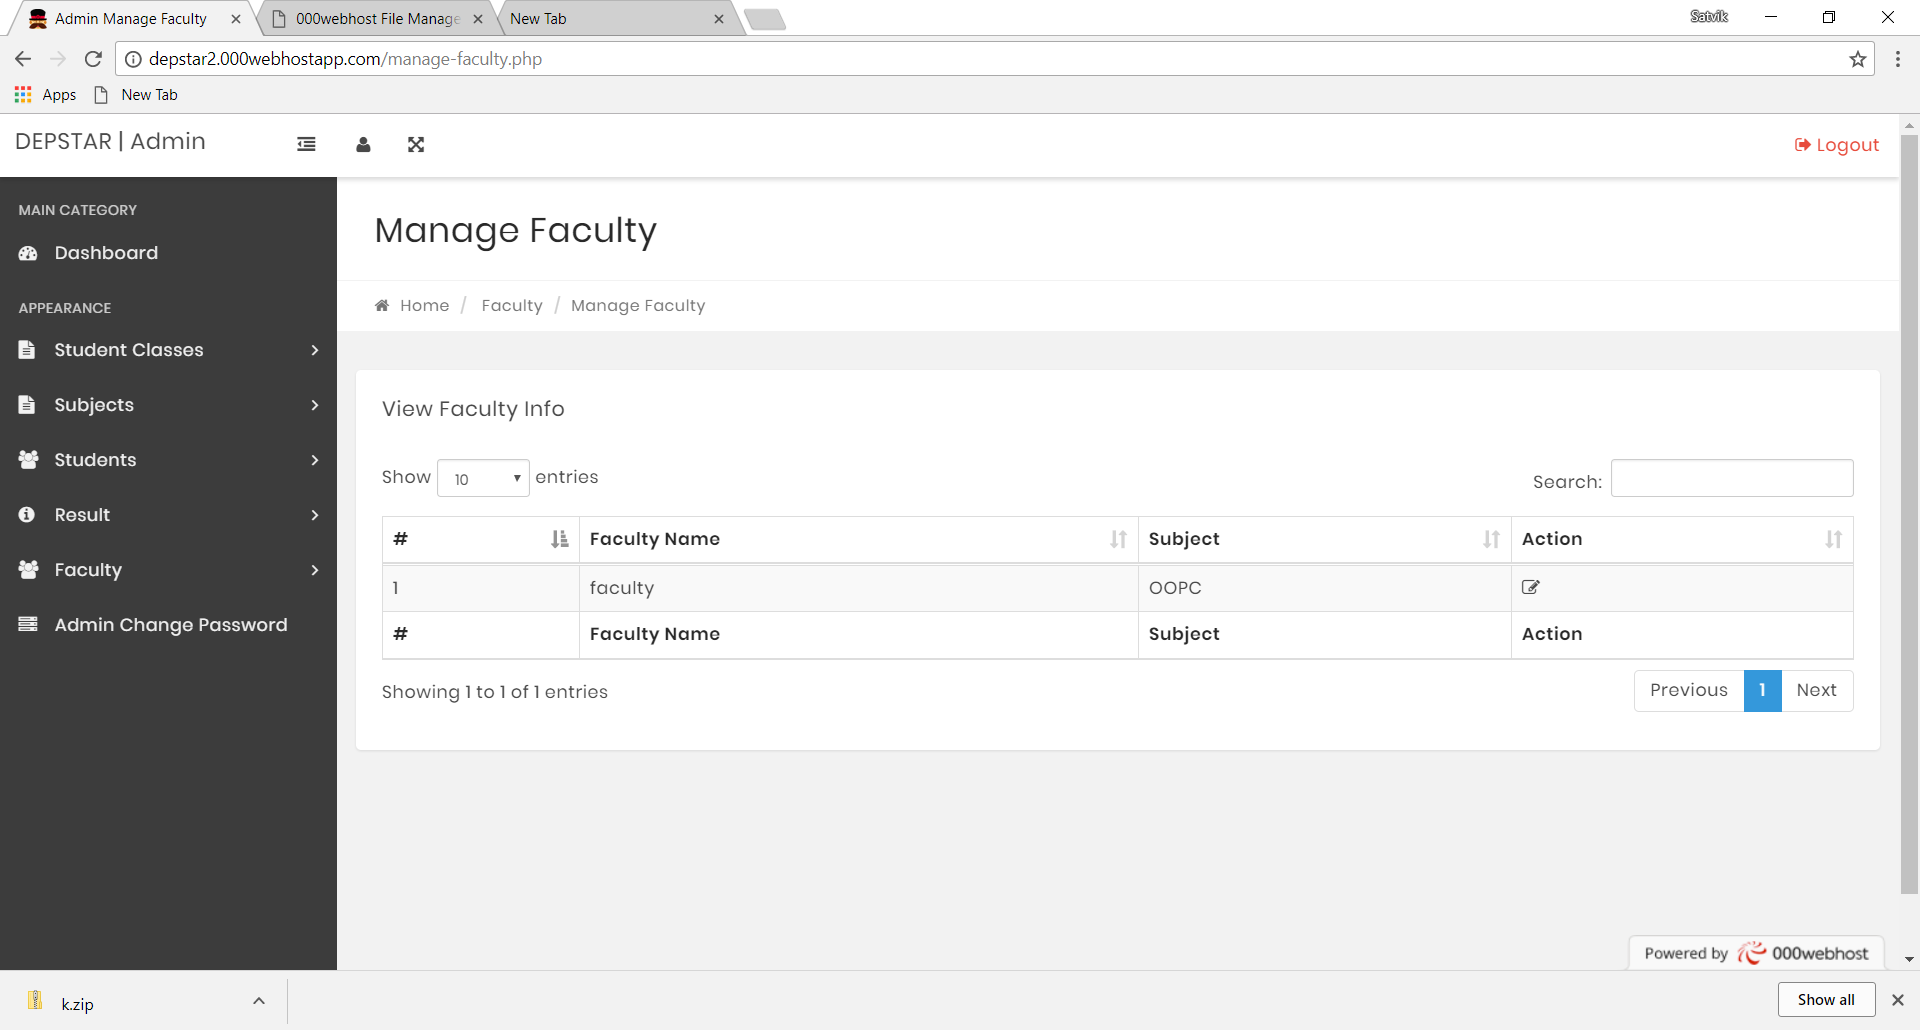 Admin Manage Faculty
000webhost File Manage
New Tab
Satvik
depstar2.000webhostapp.com/manage-faculty.php
Apps New Tab
DEPSTAR | Admin
Logout
MAIN CATEGORY
Dashboard
APPEARANCE
Student Classes
Subjects
Students
Result
Faculty
Admin Change Password
Manage Faculty
Home / Faculty / Manage Faculty
View Faculty Info
Show 10 entries
Search:
# Faculty Name Subject Action
1 faculty OOPC
# Faculty Name Subject Action
Showing 1 to 1 of 1 entries
Previous 1 Next
Powered by 000webhost
k.zip
Show all